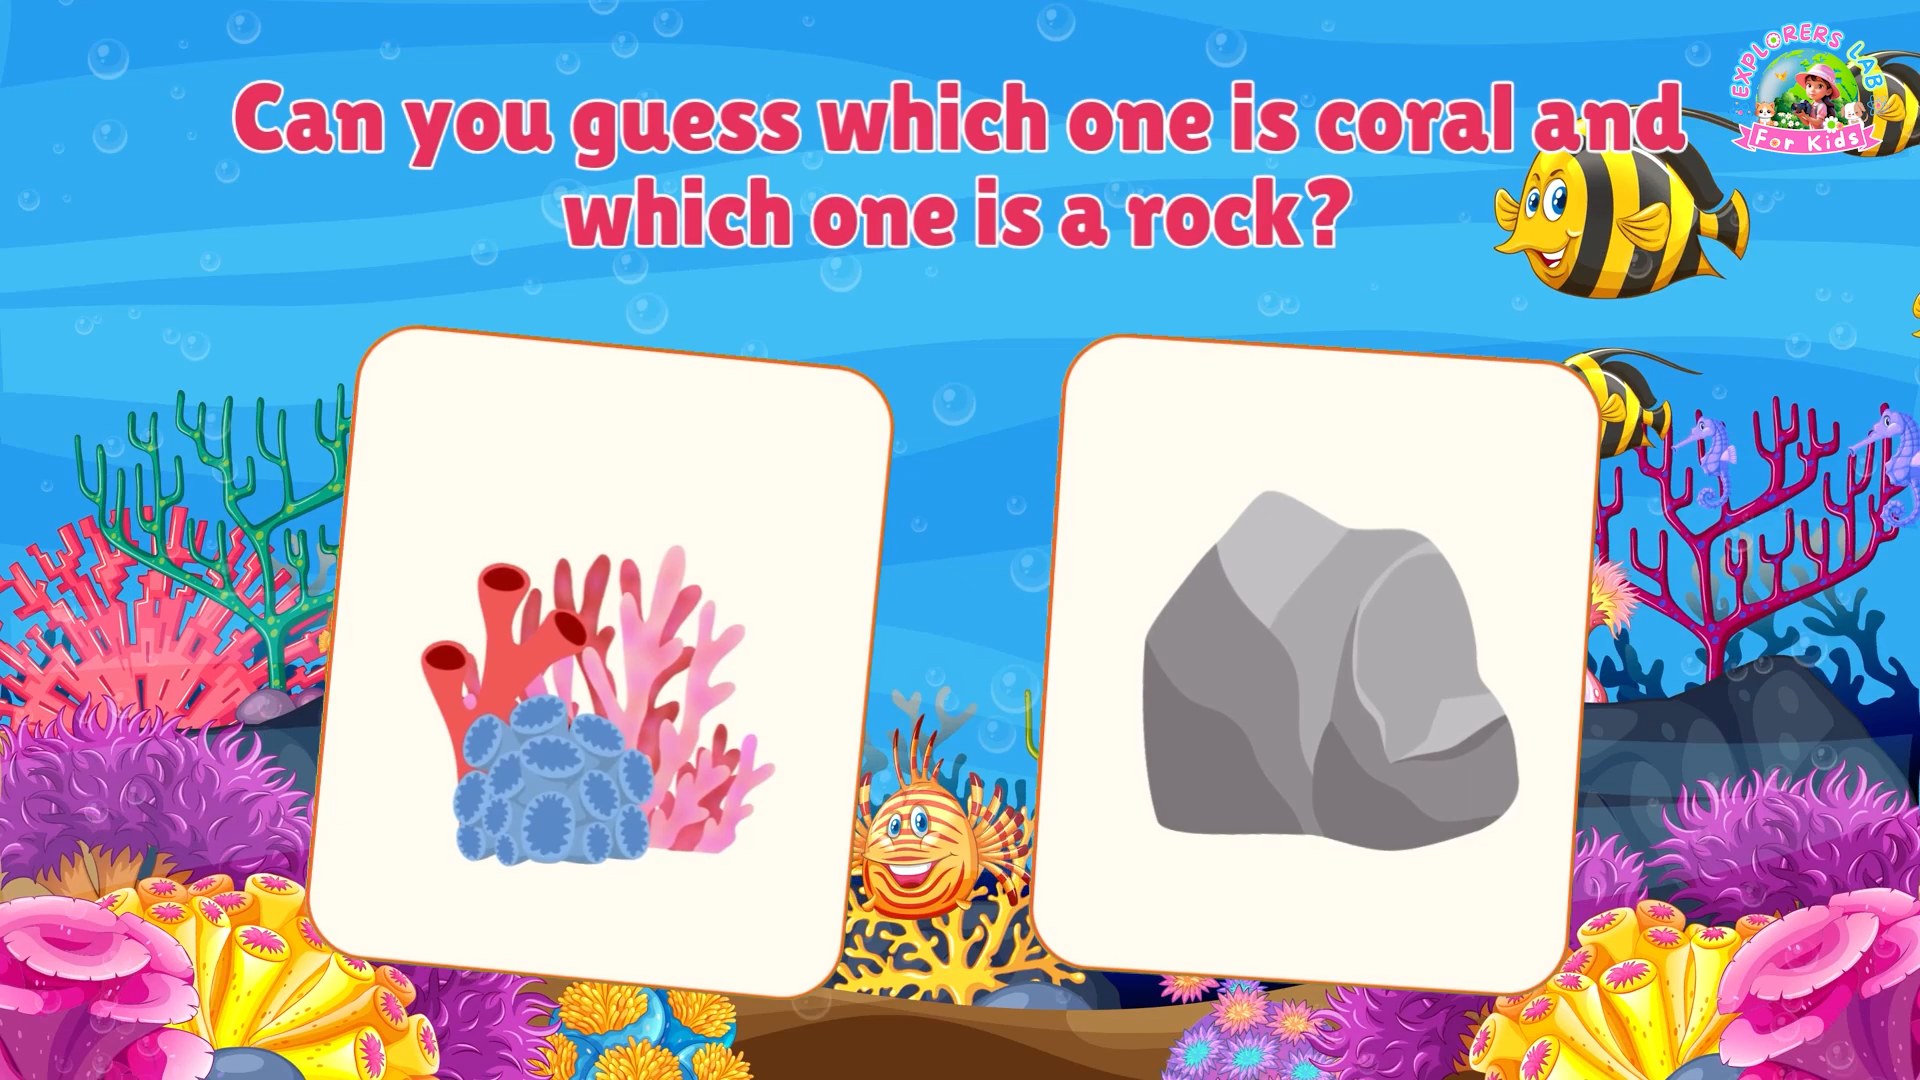 Can you guess which one is coral and
which one is a rock?
EXPLORERS LAB
For Kids